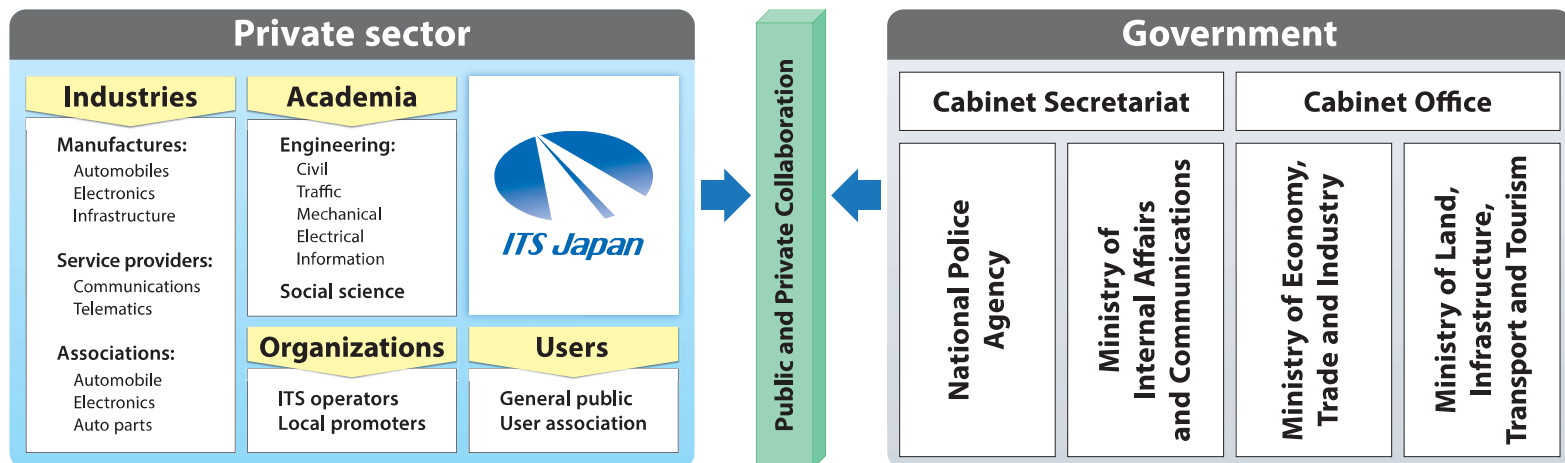 Private sector
Industries
Manufactures:
Automobiles
Electronics
Infrastructure
Service providers:
Communications
Telematics
Associations:
Automobile
Electronics
Auto parts
Academia
Engineering:
Civil
Traffic
Mechanical
Electrical
Information
Social science
ITS Japan
Organizations
ITS operators
Local promoters
Users
General public
User association
Public and Private Collaboration
Government
Cabinet Secretariat
Cabinet Office
National Police
Agency
Ministry of
Internal Affairs
and Communications
Ministry of Economy,
Trade and Industry
Ministry of Land,
Infrastructure,
Transport and Tourism